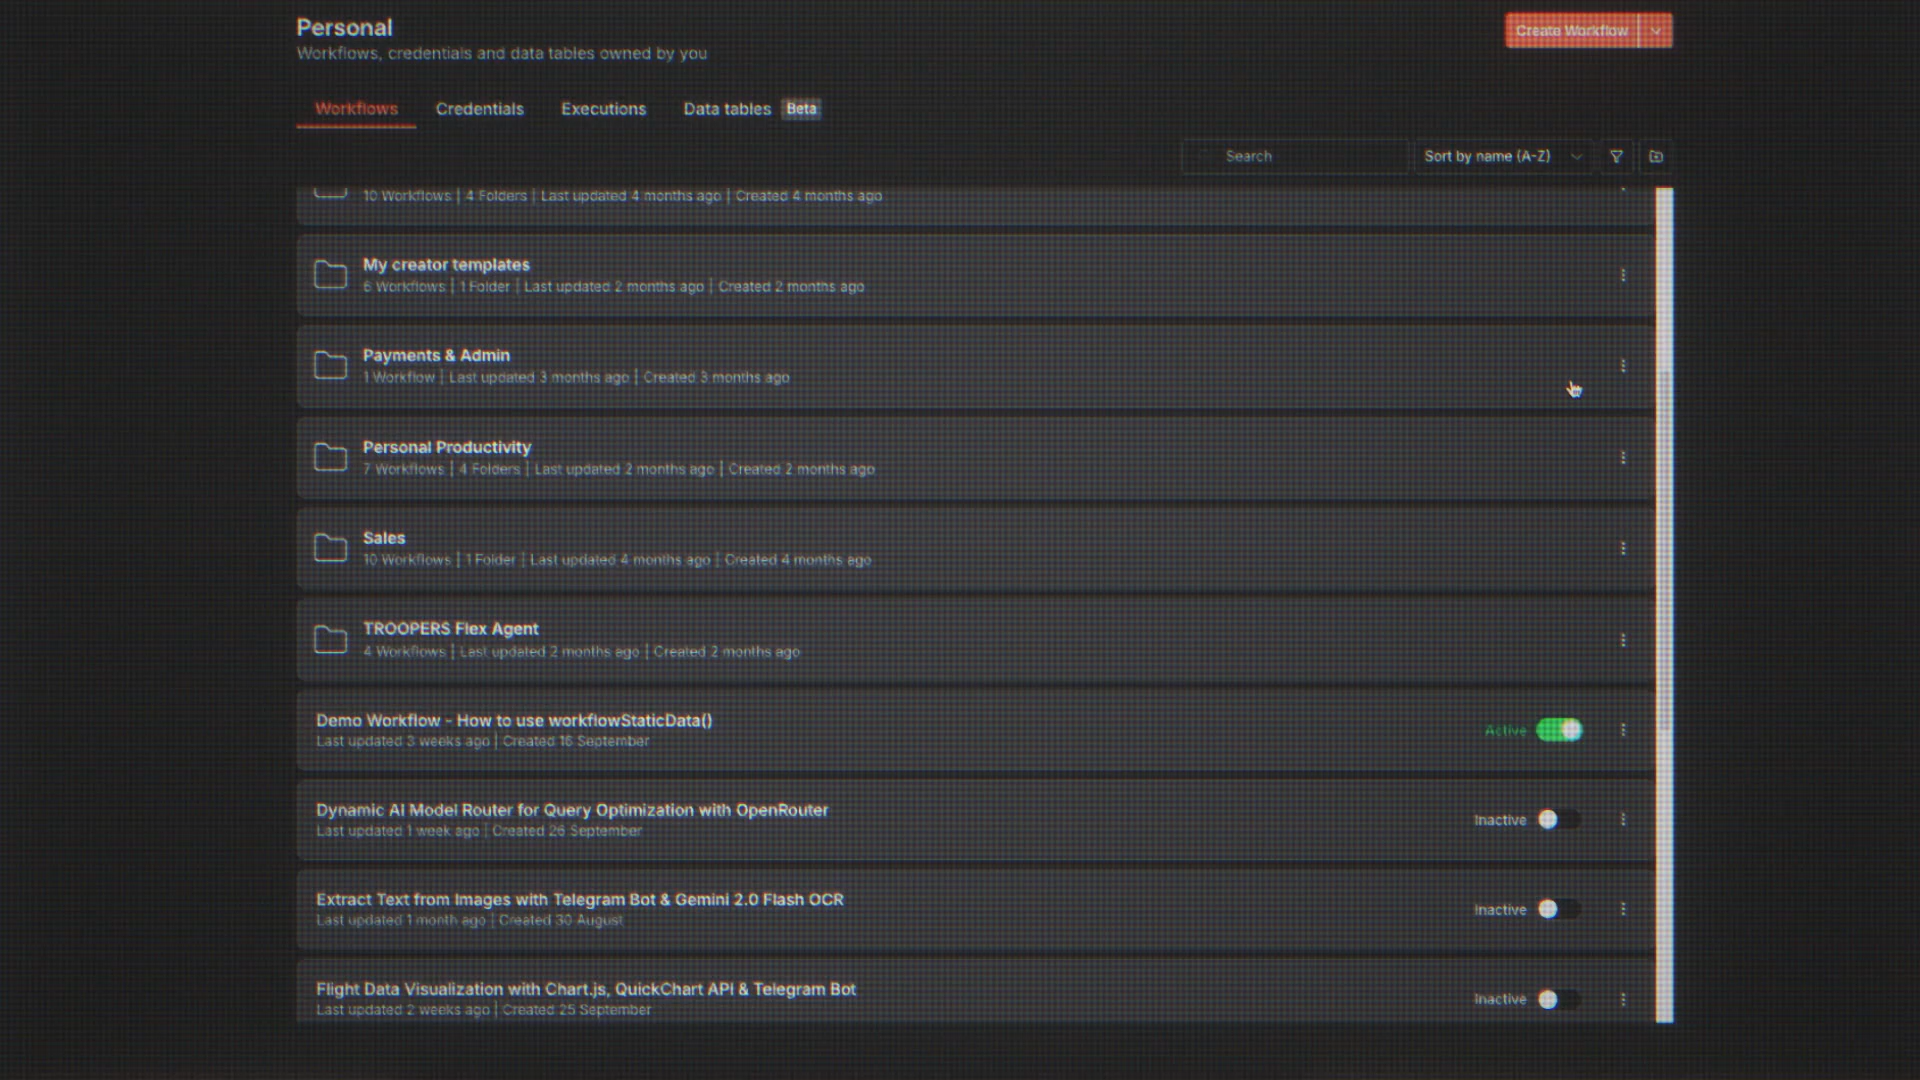 Personal
Create Workflow
Workflows, credentials and data tables owned by you
Workflows Credentials Executions Data tables Beta
Search Sort by name (A-Z)
10 Workflows | 4 Folders | Last updated 4 months ago | Created 4 months ago
My creator templates
6 Workflows | 1 Folder | Last updated 2 months ago | Created 2 months ago
Payments & Admin
1 Workflow | Last updated 3 months ago | Created 3 months ago
Personal Productivity
7 Workflows | 4 Folders | Last updated 2 months ago | Created 2 months ago
Sales
10 Workflows | 1 Folder | Last updated 4 months ago | Created 4 months ago
TROOPERS Flex Agent
4 Workflows | Last updated 2 months ago | Created 2 months ago
Demo Workflow - How to use workflowStaticData()
Last updated 3 weeks ago | Created 16 September
Active
Dynamic AI Model Router for Query Optimization with OpenRouter
Last updated 1 week ago | Created 26 September
Inactive
Extract Text from Images with Telegram Bot & Gemini 2.0 Flash OCR
Last updated 1 month ago | Created 30 August
Inactive
Flight Data Visualization with Chart.js, QuickChart API & Telegram Bot
Last updated 2 weeks ago | Created 25 September
Inactive